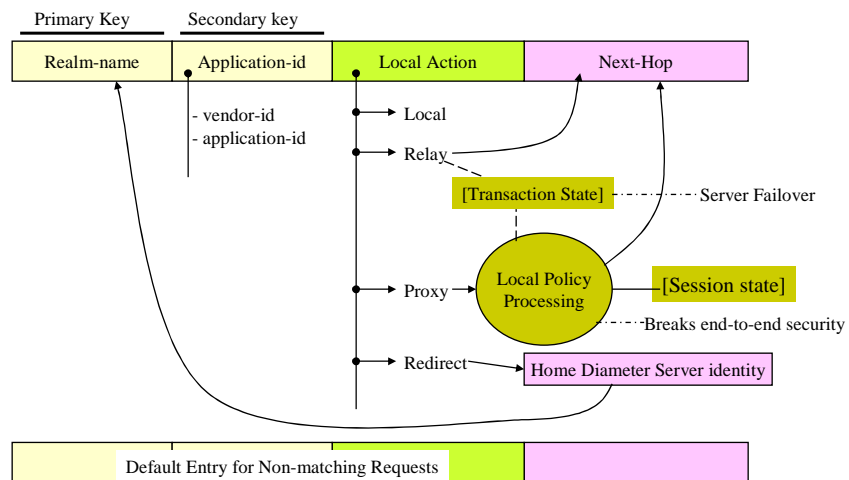 Primary Key
Secondary key
Realm-name
Application-id
Local Action
Next-Hop
- vendor-id
- application-id
Local
Relay
[Transaction State]
Server Failover
Proxy
Local Policy
Processing
[Session state]
Breaks end-to-end security
Redirect
Home Diameter Server identity
Default Entry for Non-matching Requests